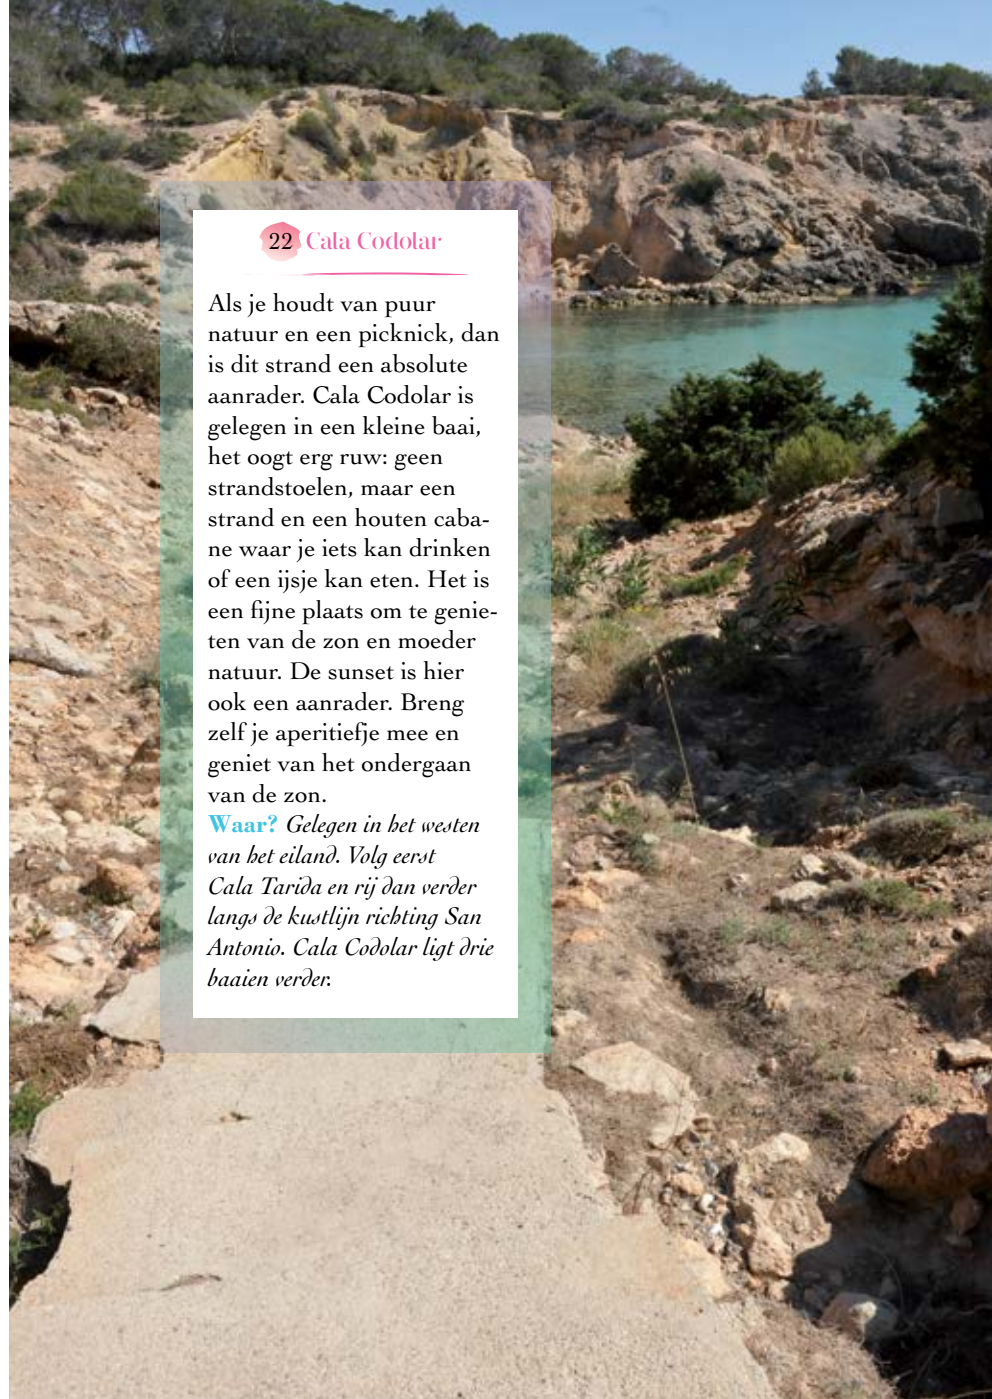 22 Cala Codolar
Als je houdt van puur
natuur en een picknick, dan
is dit strand een absolute
aanrader. Cala Codolar is
gelegen in een kleine baai,
het oogt erg ruw: geen
strandstoelen, maar een
strand en een houten caba-
ne waar je iets kan drinken
of een ijsje kan eten. Het is
een fijne plaats om te genie-
ten van de zon en moeder
natuur. De sunset is hier
ook een aanrader. Breng
zelf je aperitiefje mee en
geniet van het ondergaan
van de zon.
Waar? Gelegen in het westen
van het eiland. Volg eerst
Cala Tarida en rij dan verder
langs de kustlijn richting San
Antonio. Cala Codolar ligt drie
baaien verder.